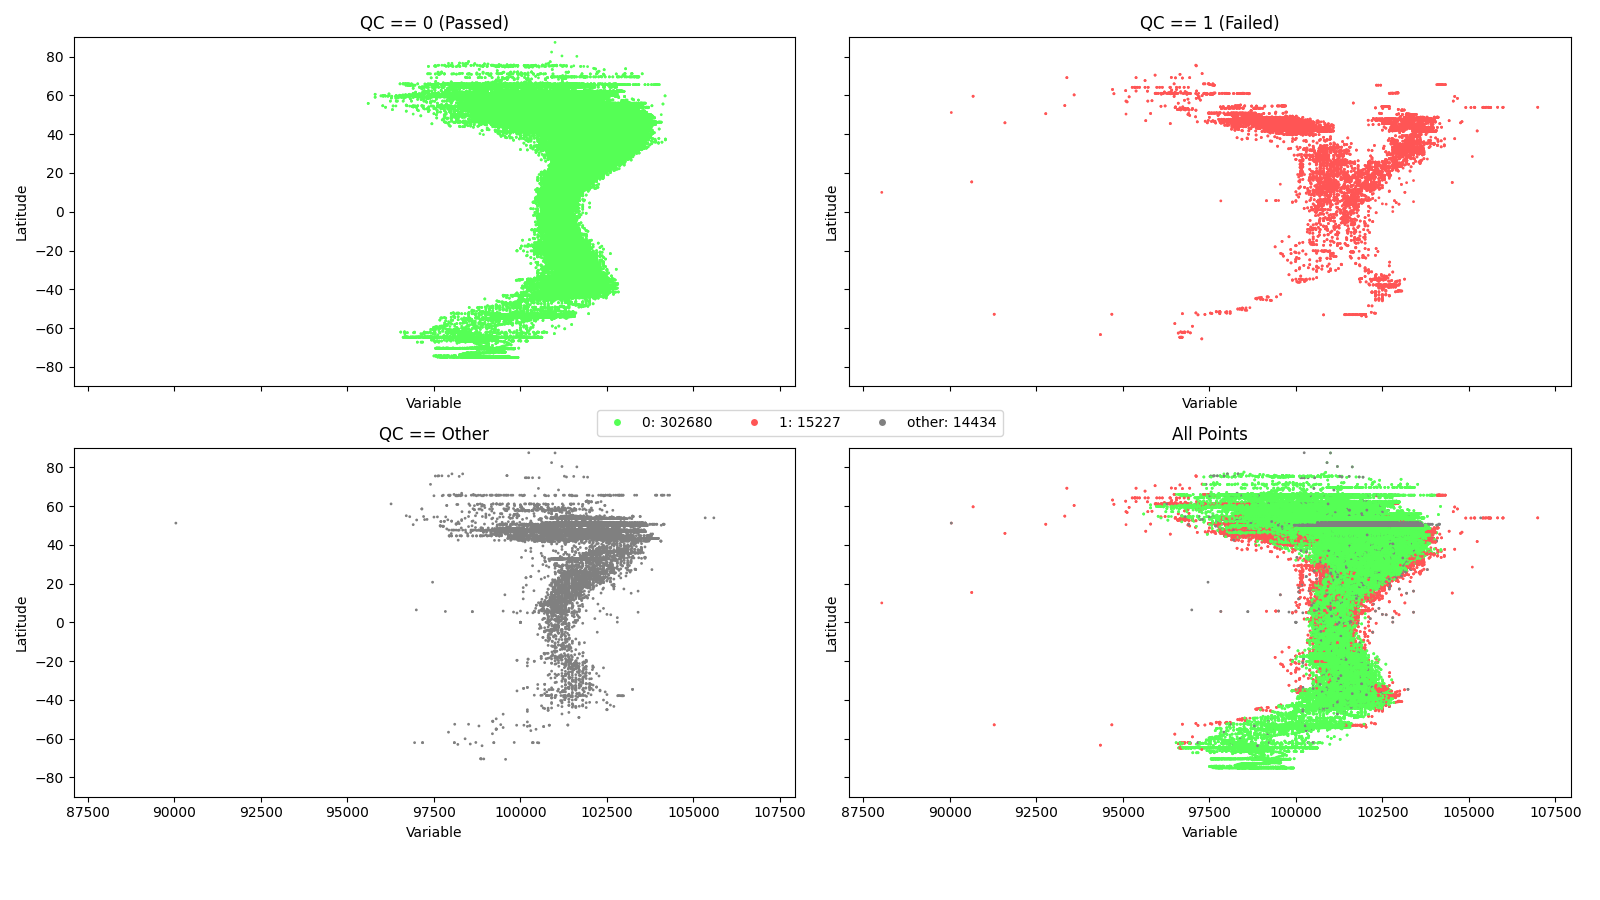 QC == 0 (Passed)
QC == 1 (Failed)
Latitude
80
60
40
20
0
−20
−40
−60
−80
Variable
Latitude
Variable
0: 302680
1: 15227
other: 14434
QC == Other
All Points
Latitude
80
60
40
20
0
−20
−40
−60
−80
87500 90000 92500 95000 97500 100000 102500 105000 107500
Variable
Latitude
87500 90000 92500 95000 97500 100000 102500 105000 107500
Variable